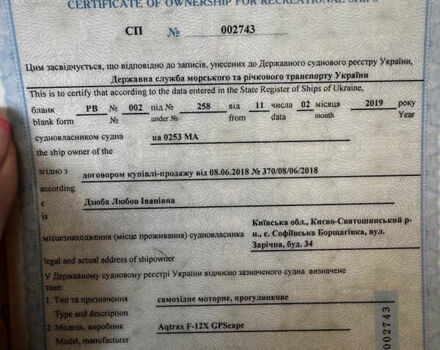 CERTIFICATE OF OWNERSHIP FOR RECREATIONAL SHIPS
СП № 002743
Цим засвідчується, що відповідно до записів, унесених до Державного суднового реєстру України,
Державна служба морського та річкового транспорту України
This is to certify that according to the data entered in the State Register of Ships of Ukraine,
бланк РВ № 002 під № 258 від 11 числа 02 місяця 2019 року
blank form № under № from data month Year
судновласником судна иа 0253 МА
the ship owner of the
згідно з договором купівлі-продажу від 08.06.2018 № 370/08/06/2018
according
є Дзюба Любов Іванівна
Київська обл., Києво-Святошинський р-
місцезнаходження (місце проживання) судновласника н., с. Софіївська Борщагівка, вул.
Зарічна, буд. 34
legal and actual address of shipowner
У Державному судновому реєстрі України відносно зазначеного судна визначене
таке:
1. Тип та призначення самохідне моторне, прогулянкове
Type and description
2. Модель, виробник Aqtrax F-12X GPScape
Model, manufacturer
002743